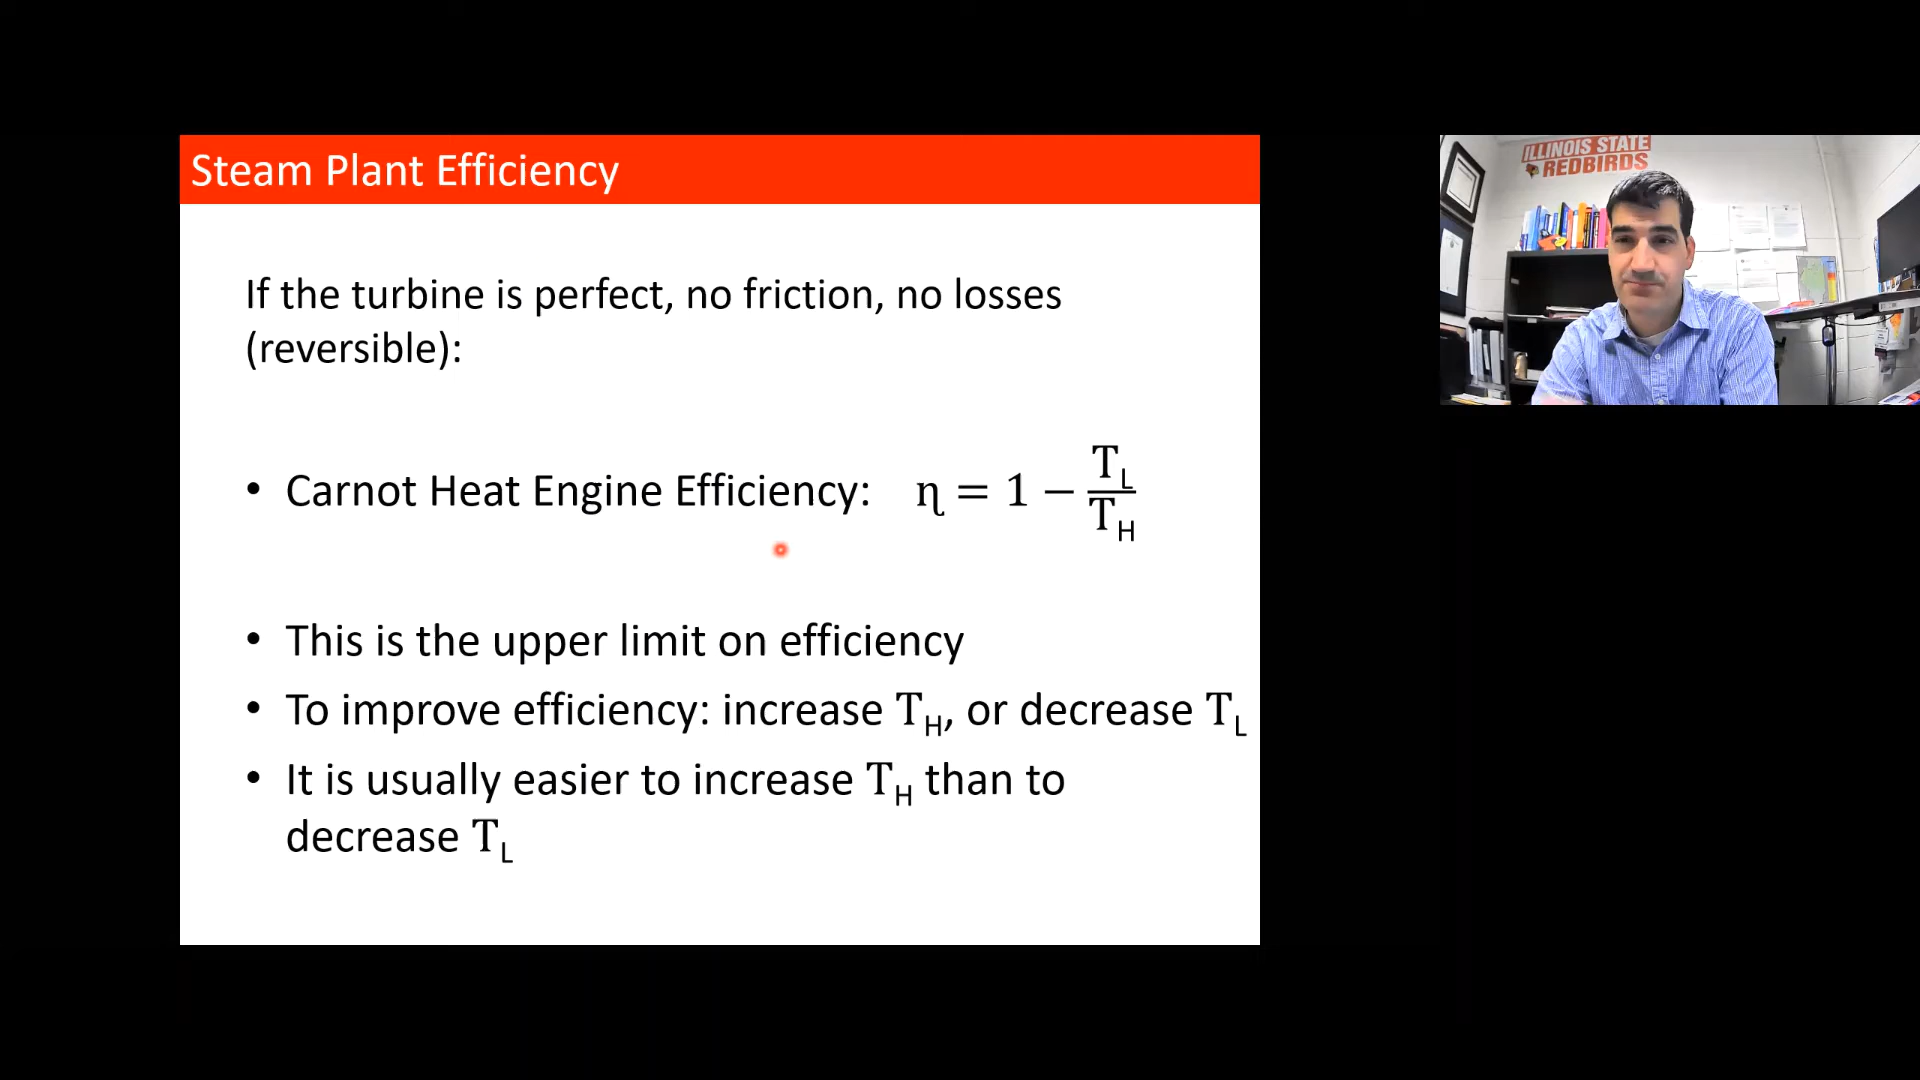 Steam Plant Efficiency
If the turbine is perfect, no friction, no losses
(reversible):
• Carnot Heat Engine Efficiency: η = 1 − T_L/T_H
• This is the upper limit on efficiency
• To improve efficiency: increase T_H, or decrease T_L
• It is usually easier to increase T_H than to
decrease T_L
ILLINOIS STATE
REDBIRDS